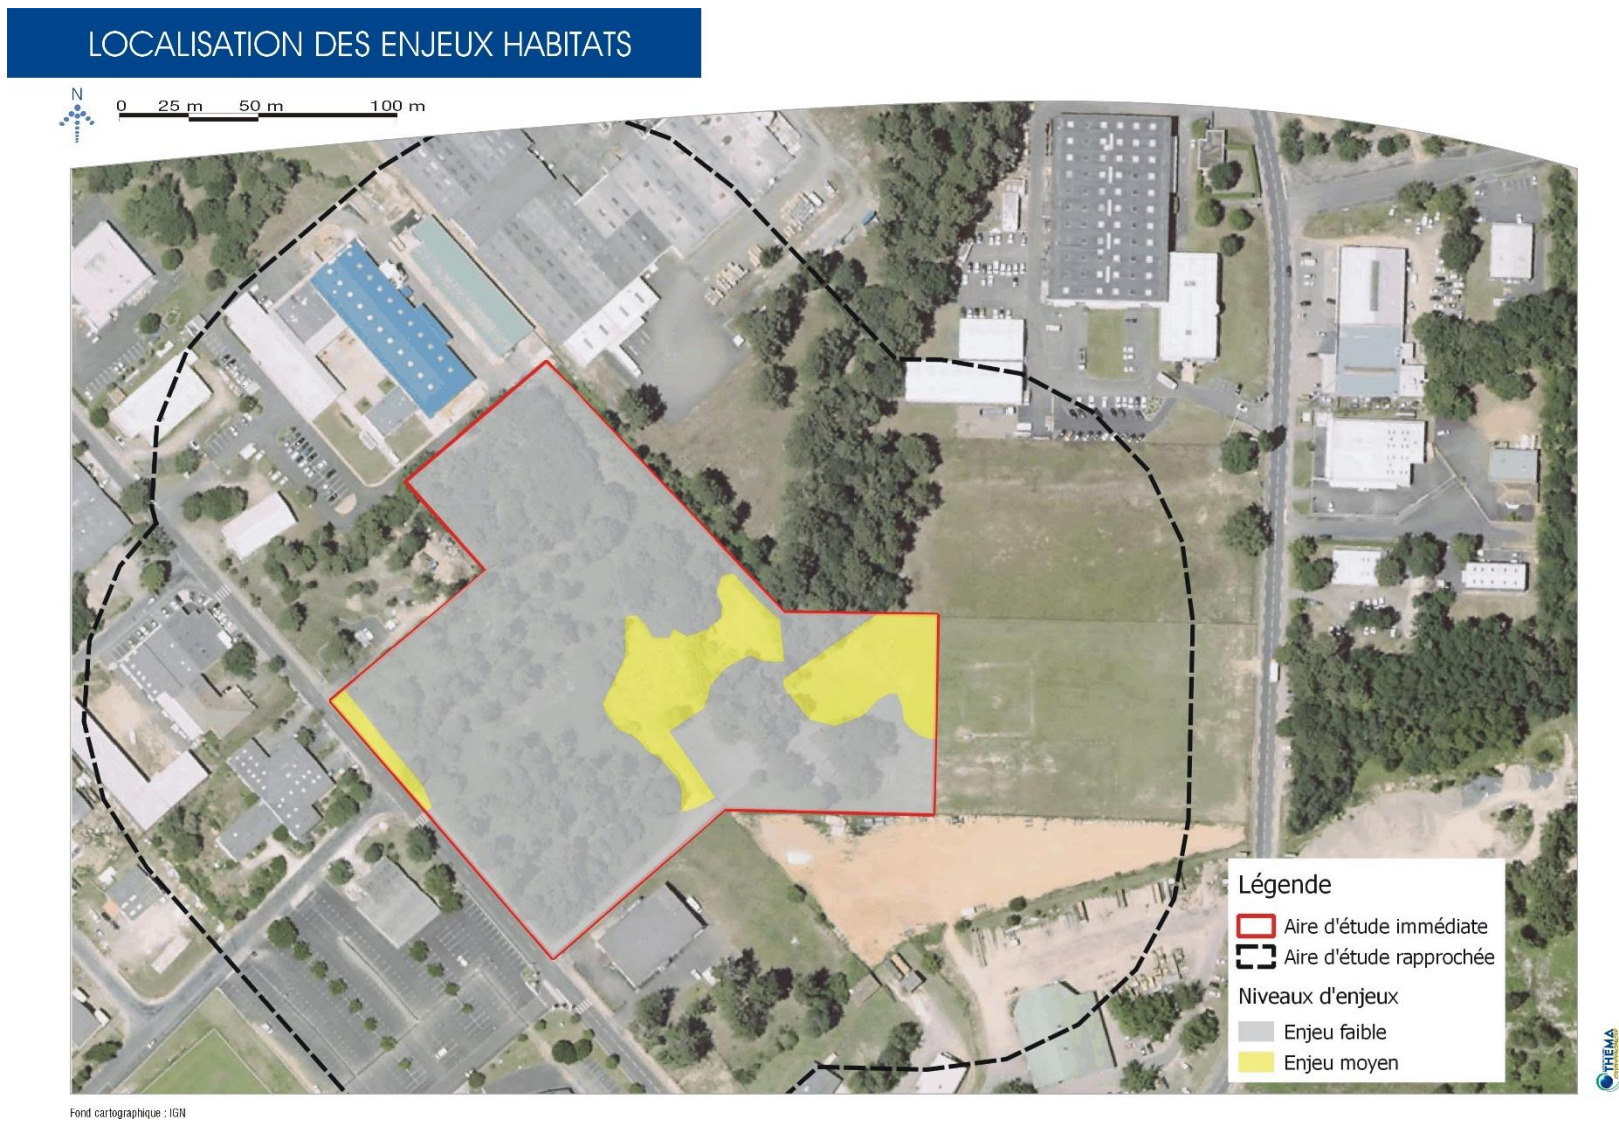 LOCALISATION DES ENJEUX HABITATS
N
0 25 m 50 m 100 m
Légende
Aire d'étude immédiate
Aire d'étude rapprochée
Niveaux d'enjeux
Enjeu faible
Enjeu moyen
THEMA
Fond cartographique : IGN